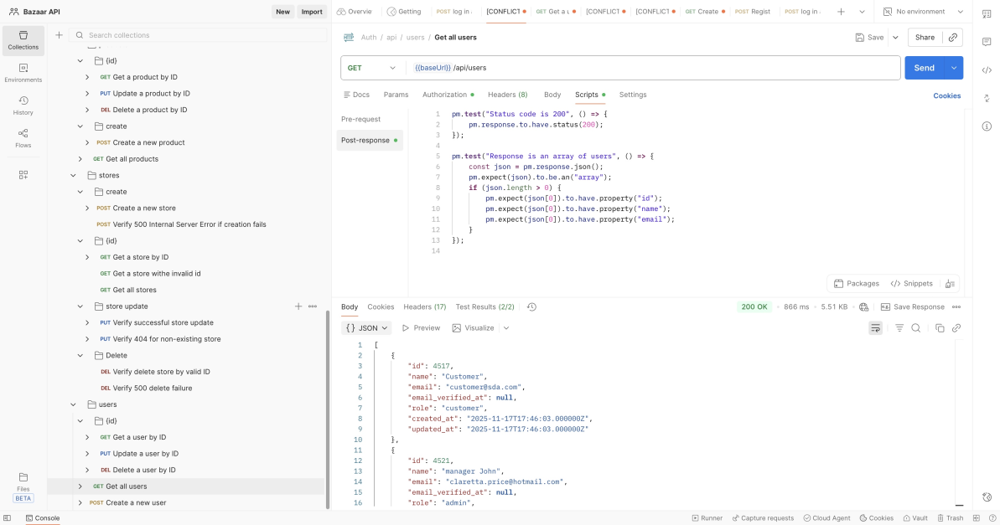 Bazaar API
New Import
Overvie
Getting
POST log in
[CONFLICT
GET Get a u
[CONFLICT
[CONFLICT
GET Create
POST Regist
POST log in
No environment
Collections
Environments
History
Flows
Files
BETA
Search collections
{id}
GET Get a product by ID
PUT Update a product by ID
DEL Delete a product by ID
create
POST Create a new product
GET Get all products
stores
create
POST Create a new store
POST Verify 500 Internal Server Error if creation fails
{id}
GET Get a store by ID
GET Get a store withe invalid id
GET Get all stores
store update
PUT Verify successful store update
PUT Verify 404 for non-existing store
Delete
DEL Verify delete store by valid ID
DEL Verify 500 delete failure
users
{id}
GET Get a user by ID
PUT Update a user by ID
DEL Delete a user by ID
GET Get all users
POST Create a new user
Auth / api / users / Get all users
Save
Share
GET {{baseUrl}} /api/users
Send
Docs Params Authorization Headers (8) Body Scripts Settings
Cookies
Pre-request
Post-response
1 pm.test("Status code is 200", () => {
2 pm.response.to.have.status(200);
3 });
4
5 pm.test("Response is an array of users", () => {
6 const json = pm.response.json();
7 pm.expect(json).to.be.an("array");
8 if (json.length > 0) {
9 pm.expect(json[0]).to.have.property("id");
10 pm.expect(json[0]).to.have.property("name");
11 pm.expect(json[0]).to.have.property("email");
12 }
13 });
14
Packages Snippets
Body Cookies Headers (17) Test Results (2/2)
200 OK • 866 ms • 5.51 KB
Save Response
{} JSON Preview Visualize
1 [
2 {
3 "id": 4517,
4 "name": "Customer",
5 "email": "customer@sda.com",
6 "email_verified_at": null,
7 "role": "customer",
8 "created_at": "2025-11-17T17:46:03.000000Z",
9 "updated_at": "2025-11-17T17:46:03.000000Z"
10 },
11 {
12 "id": 4521,
13 "name": "manager John",
14 "email": "claretta.price@hotmail.com",
15 "email_verified_at": null,
16 "role": "admin",
Console
Runner Capture requests Cloud Agent Cookies Vault Trash